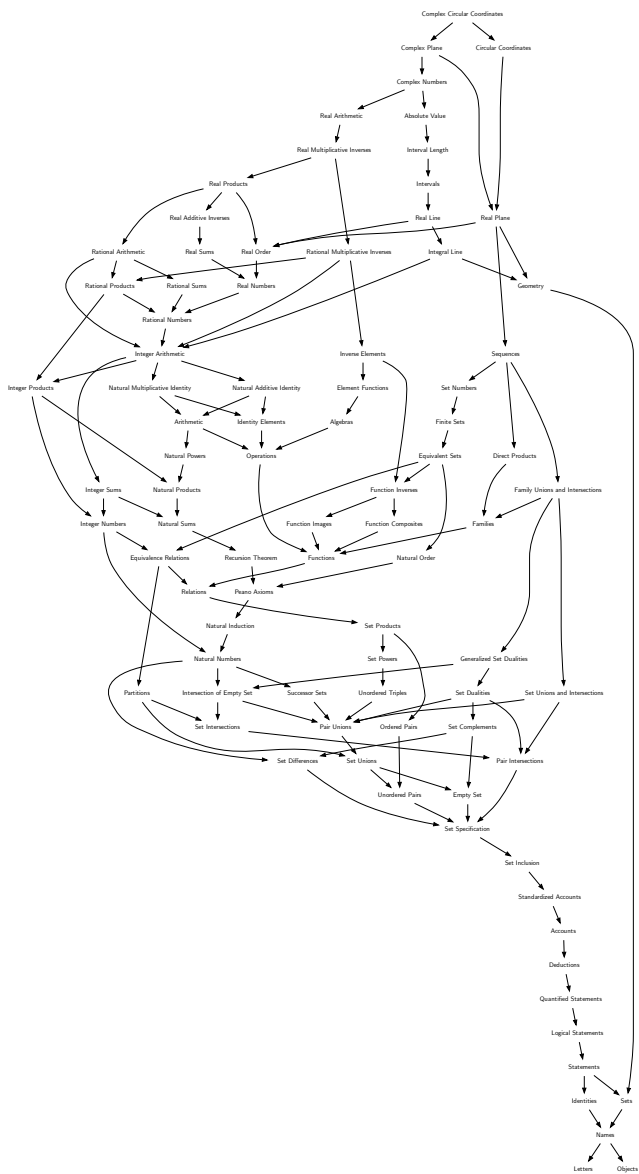 Complex Circular Coordinates
Complex Plane Circular Coordinates
Complex Numbers
Real Arithmetic Absolute Value
Real Multiplicative Inverses Interval Length
Real Products Intervals
Real Additive Inverses Real Line Real Plane
Rational Arithmetic Real Sums Real Order Rational Multiplicative Inverses Integral Line
Rational Products Rational Sums Real Numbers Geometry
Rational Numbers
Integer Arithmetic Inverse Elements Sequences
Integer Products Natural Multiplicative Identity Natural Additive Identity Element Functions Set Numbers
Arithmetic Identity Elements Algebras Finite Sets
Natural Powers Operations Equivalent Sets Direct Products
Integer Sums Natural Products Function Inverses Family Unions and Intersections
Integer Numbers Natural Sums Function Images Function Composites Families
Equivalence Relations Recursion Theorem Functions Natural Order
Relations Peano Axioms
Natural Induction Set Products
Natural Numbers Set Powers Generalized Set Dualities
Partitions Intersection of Empty Set Successor Sets Unordered Triples Set Dualities Set Unions and Intersections
Set Intersections Pair Unions Ordered Pairs Set Complements
Set Differences Set Unions Pair Intersections
Unordered Pairs Empty Set
Set Specification
Set Inclusion
Standardized Accounts
Accounts
Deductions
Quantified Statements
Logical Statements
Statements
Identities Sets
Names
Letters Objects